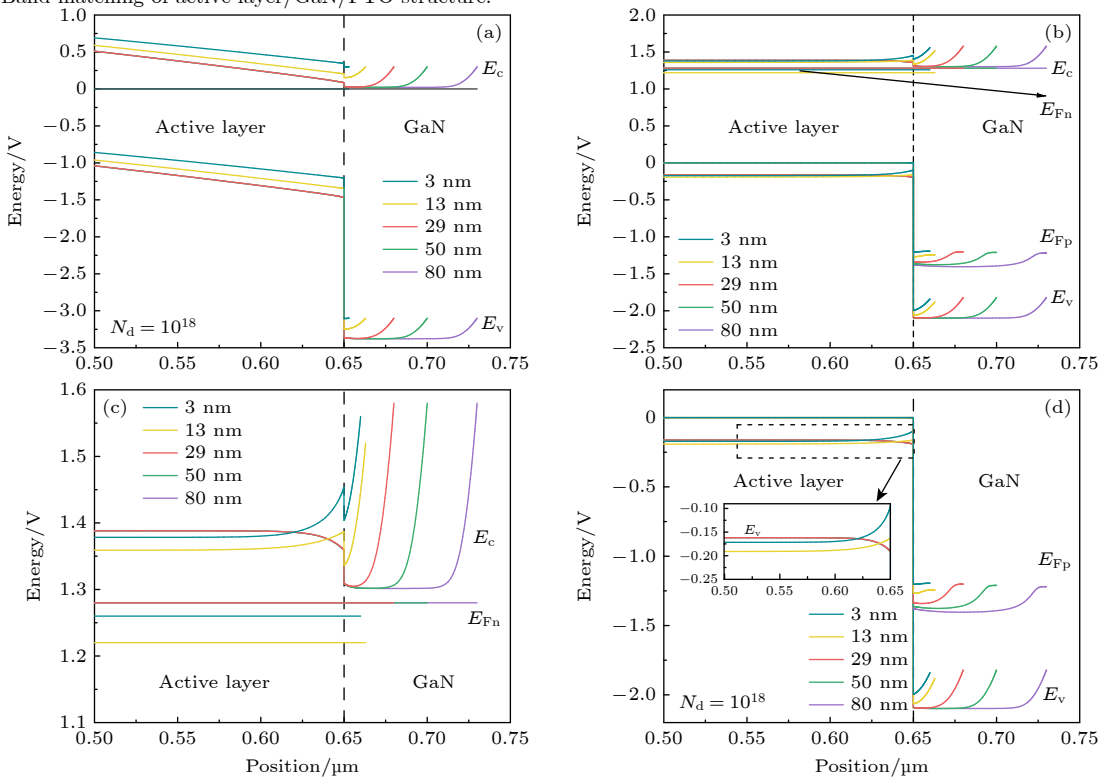 Band matching of active layer/GaN/FTO structure.
1.0
0.5
0
−0.5
−1.0
−1.5
−2.0
−2.5
−3.0
−3.5
Energy/V
(a)
Ec
Active layer
GaN
3 nm
13 nm
29 nm
50 nm
80 nm
Nd = 10^18
Ev
0.50
0.55
0.60
0.65
0.70
0.75
2.0
1.5
1.0
0.5
0
−0.5
−1.0
−1.5
−2.0
−2.5
Energy/V
(b)
Ec
EFn
Active layer
GaN
3 nm
13 nm
29 nm
50 nm
80 nm
EFp
Ev
0.50
0.55
0.60
0.65
0.70
0.75
1.6
1.5
1.4
1.3
1.2
1.1
Energy/V
(c)
3 nm
13 nm
29 nm
50 nm
80 nm
Ec
EFn
Active layer
GaN
0.50
0.55
0.60
0.65
0.70
0.75
Position/μm
0
−0.5
−1.0
−1.5
−2.0
Energy/V
(d)
Active layer
GaN
−0.10
−0.15
−0.20
−0.25
Ev
0.50
0.55
0.60
0.65
EFp
3 nm
13 nm
29 nm
50 nm
80 nm
Nd = 10^18
Ev
0.50
0.55
0.60
0.65
0.70
0.75
Position/μm